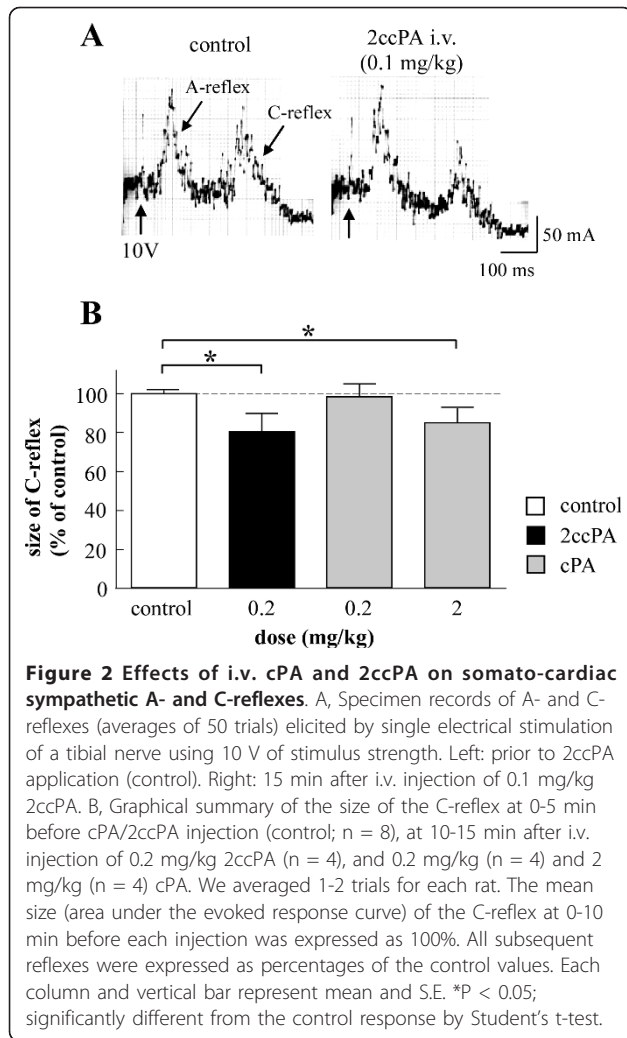 A
control
2ccPA i.v.
(0.1 mg/kg)
A-reflex
C-reflex
10V
50 mA
100 ms
B
*
*
size of C-reflex
(% of control)
100
80
60
40
20
0
control
0.2
0.2
2
dose (mg/kg)
control
2ccPA
cPA
Figure 2 Effects of i.v. cPA and 2ccPA on somato-cardiac
sympathetic A- and C-reflexes. A, Specimen records of A- and C-
reflexes (averages of 50 trials) elicited by single electrical stimulation
of a tibial nerve using 10 V of stimulus strength. Left: prior to 2ccPA
application (control). Right: 15 min after i.v. injection of 0.1 mg/kg
2ccPA. B, Graphical summary of the size of the C-reflex at 0-5 min
before cPA/2ccPA injection (control; n = 8), at 10-15 min after i.v.
injection of 0.2 mg/kg 2ccPA (n = 4), and 0.2 mg/kg (n = 4) and 2
mg/kg (n = 4) cPA. We averaged 1-2 trials for each rat. The mean
size (area under the evoked response curve) of the C-reflex at 0-10
min before each injection was expressed as 100%. All subsequent
reflexes were expressed as percentages of the control values. Each
column and vertical bar represent mean and S.E. *P < 0.05;
significantly different from the control response by Student's t-test.